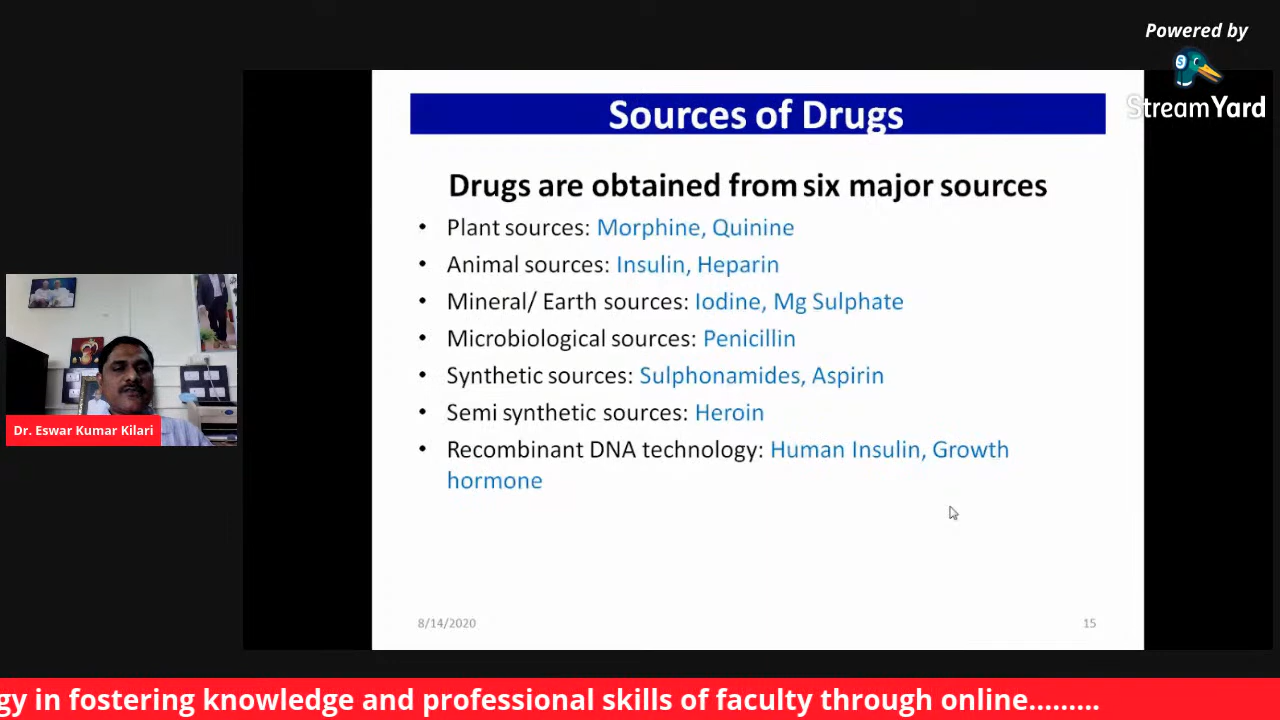 Powered by
StreamYard
Sources of Drugs
Drugs are obtained from six major sources
• Plant sources: Morphine, Quinine
• Animal sources: Insulin, Heparin
• Mineral/ Earth sources: Iodine, Mg Sulphate
• Microbiological sources: Penicillin
• Synthetic sources: Sulphonamides, Aspirin
• Semi synthetic sources: Heroin
• Recombinant DNA technology: Human Insulin, Growth
hormone
8/14/2020
15
Dr. Eswar Kumar Kilari
gy in fostering knowledge and professional skills of faculty through online.........